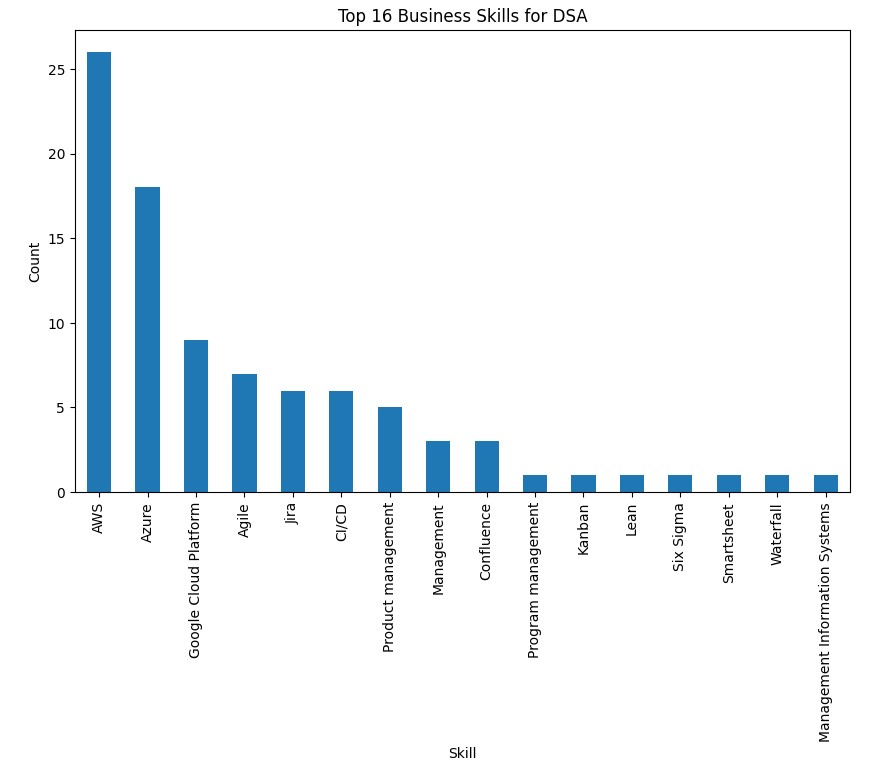 Top 16 Business Skills for DSA
Count
25
20
15
10
5
0
AWS
Azure
Google Cloud Platform
Agile
Jira
CI/CD
Product management
Management
Confluence
Program management
Kanban
Lean
Six Sigma
Smartsheet
Waterfall
Management Information Systems
Skill